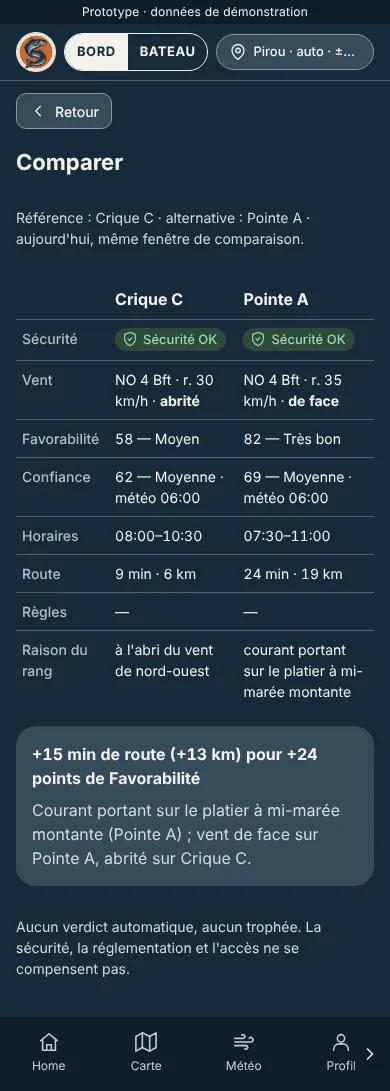 Prototype · données de démonstration
BORD BATEAU Pirou · auto · ±...
Retour
Comparer
Référence : Crique C · alternative : Pointe A ·
aujourd'hui, même fenêtre de comparaison.
Crique C Pointe A
Sécurité Sécurité OK Sécurité OK
Vent NO 4 Bft · r. 30 NO 4 Bft · r. 35
km/h · abrité km/h · de face
Favorabilité 58 — Moyen 82 — Très bon
Confiance 62 — Moyenne · 69 — Moyenne ·
météo 06:00 météo 06:00
Horaires 08:00–10:30 07:30–11:00
Route 9 min · 6 km 24 min · 19 km
Règles — —
Raison du à l'abri du vent courant portant
rang de nord-ouest sur le platier à mi-
marée montante
+15 min de route (+13 km) pour +24
points de Favorabilité
Courant portant sur le platier à mi-marée
montante (Pointe A) ; vent de face sur
Pointe A, abrité sur Crique C.
Aucun verdict automatique, aucun trophée. La
sécurité, la réglementation et l'accès ne se
compensent pas.
Home Carte Météo Profil